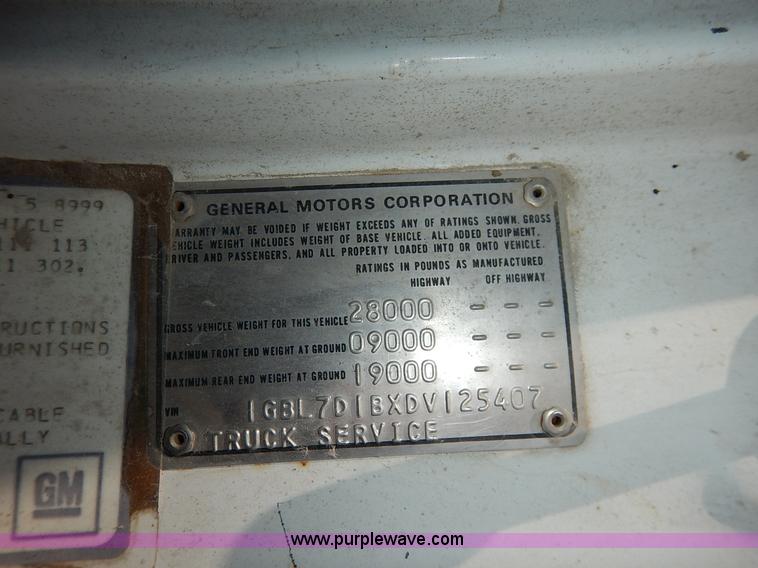 5 8999
HICLE
113
302.
RUCTIONS
URNISHED
CABLE
ALLY
GM
GENERAL MOTORS CORPORATION
WARRANTY MAY BE VOIDED IF WEIGHT EXCEEDS ANY OF RATINGS SHOWN. GROSS
VEHICLE WEIGHT INCLUDES WEIGHT OF BASE VEHICLE, ALL ADDED EQUIPMENT,
DRIVER AND PASSENGERS, AND ALL PROPERTY LOADED INTO OR ONTO VEHICLE.
RATINGS IN POUNDS AS MANUFACTURED
HIGHWAY OFF HIGHWAY
GROSS VEHICLE WEIGHT FOR THIS VEHICLE 28000 - - -
MAXIMUM FRONT END WEIGHT AT GROUND 09000 - - -
MAXIMUM REAR END WEIGHT AT GROUND 19000 - - -
VIN 1GBL7D1BXDV125407
TRUCK SERVICE
www.purplewave.com